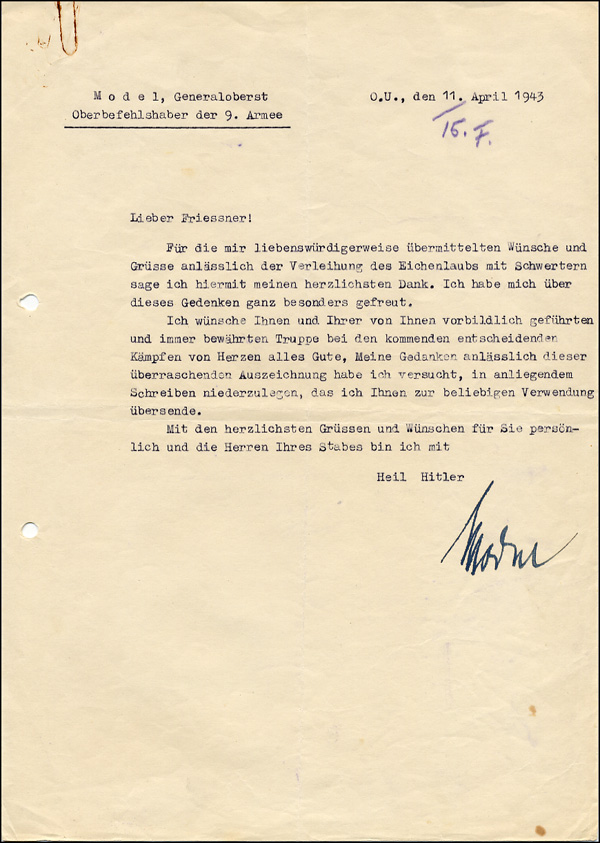 M o d e l, Generaloberst
Oberbefehlshaber der 9. Armee
O.U., den 11. April 1943
15. F.
Lieber Friessner!
Für die mir liebenswürdigerweise übermittelten Wünsche und
Grüsse anlässlich der Verleihung des Eichenlaubs mit Schwertern
sage ich hiermit meinen herzlichsten Dank. Ich habe mich über
dieses Gedenken ganz besonders gefreut.
Ich wünsche Ihnen und Ihrer von Ihnen vorbildlich geführten
und immer bewährten Truppe bei den kommenden entscheidenden
Kämpfen von Herzen alles Gute, Meine Gedanken anlässlich dieser
überraschenden Auszeichnung habe ich versucht, in anliegendem
Schreiben niederzulegen, das ich Ihnen zur beliebigen Verwendung
übersende.
Mit den herzlichsten Grüssen und Wünschen für Sie persön-
lich und die Herren Ihres Stabes bin ich mit
Heil Hitler
Model